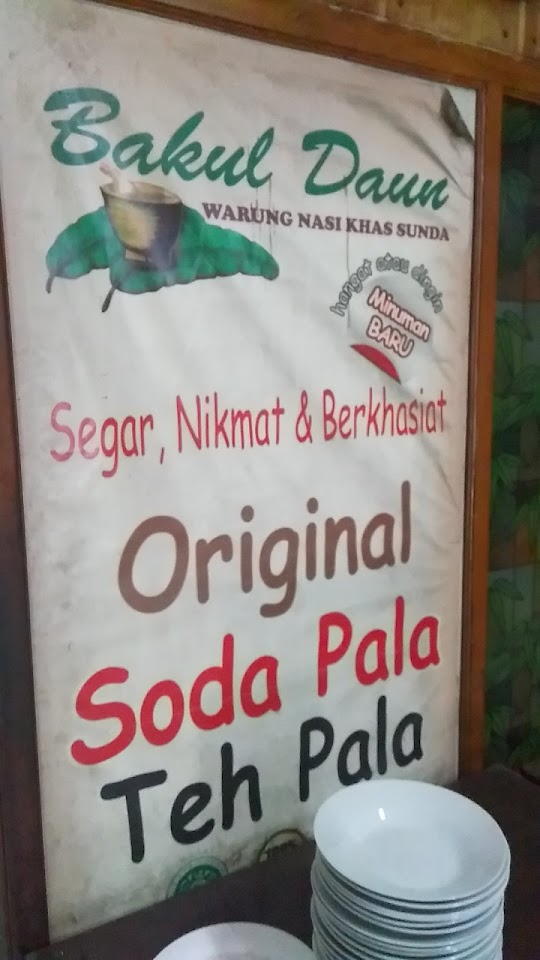 Bakul Daun
WARUNG NASI KHAS SUNDA
hangat atau dingin
Minuman
BARU
Segar, Nikmat & Berkhasiat
Original
Soda Pala
Teh Pala